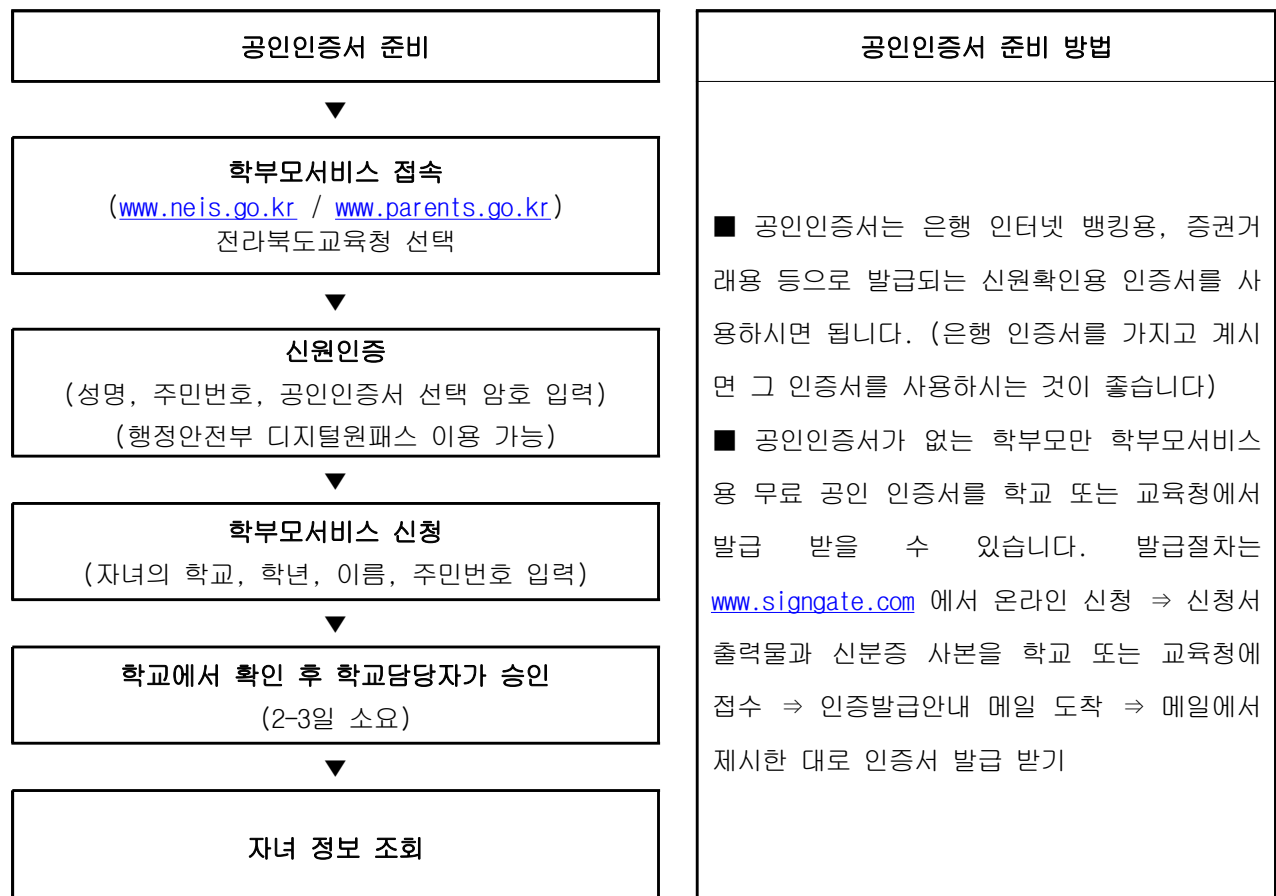 공인인증서 준비
▼
학부모서비스 접속
(www.neis.go.kr / www.parents.go.kr)
전라북도교육청 선택
▼
신원인증
(성명, 주민번호, 공인인증서 선택 암호 입력)
(행정안전부 디지털원패스 이용 가능)
▼
학부모서비스 신청
(자녀의 학교, 학년, 이름, 주민번호 입력)
▼
학교에서 확인 후 학교담당자가 승인
(2-3일 소요)
▼
자녀 정보 조회
공인인증서 준비 방법
■ 공인인증서는 은행 인터넷 뱅킹용, 증권거
래용 등으로 발급되는 신원확인용 인증서를 사
용하시면 됩니다. (은행 인증서를 가지고 계시
면 그 인증서를 사용하시는 것이 좋습니다)
■ 공인인증서가 없는 학부모만 학부모서비스
용 무료 공인 인증서를 학교 또는 교육청에서
발급 받을 수 있습니다. 발급절차는
www.signgate.com 에서 온라인 신청 ⇒ 신청서
출력물과 신분증 사본을 학교 또는 교육청에
접수 ⇒ 인증발급안내 메일 도착 ⇒ 메일에서
제시한 대로 인증서 발급 받기